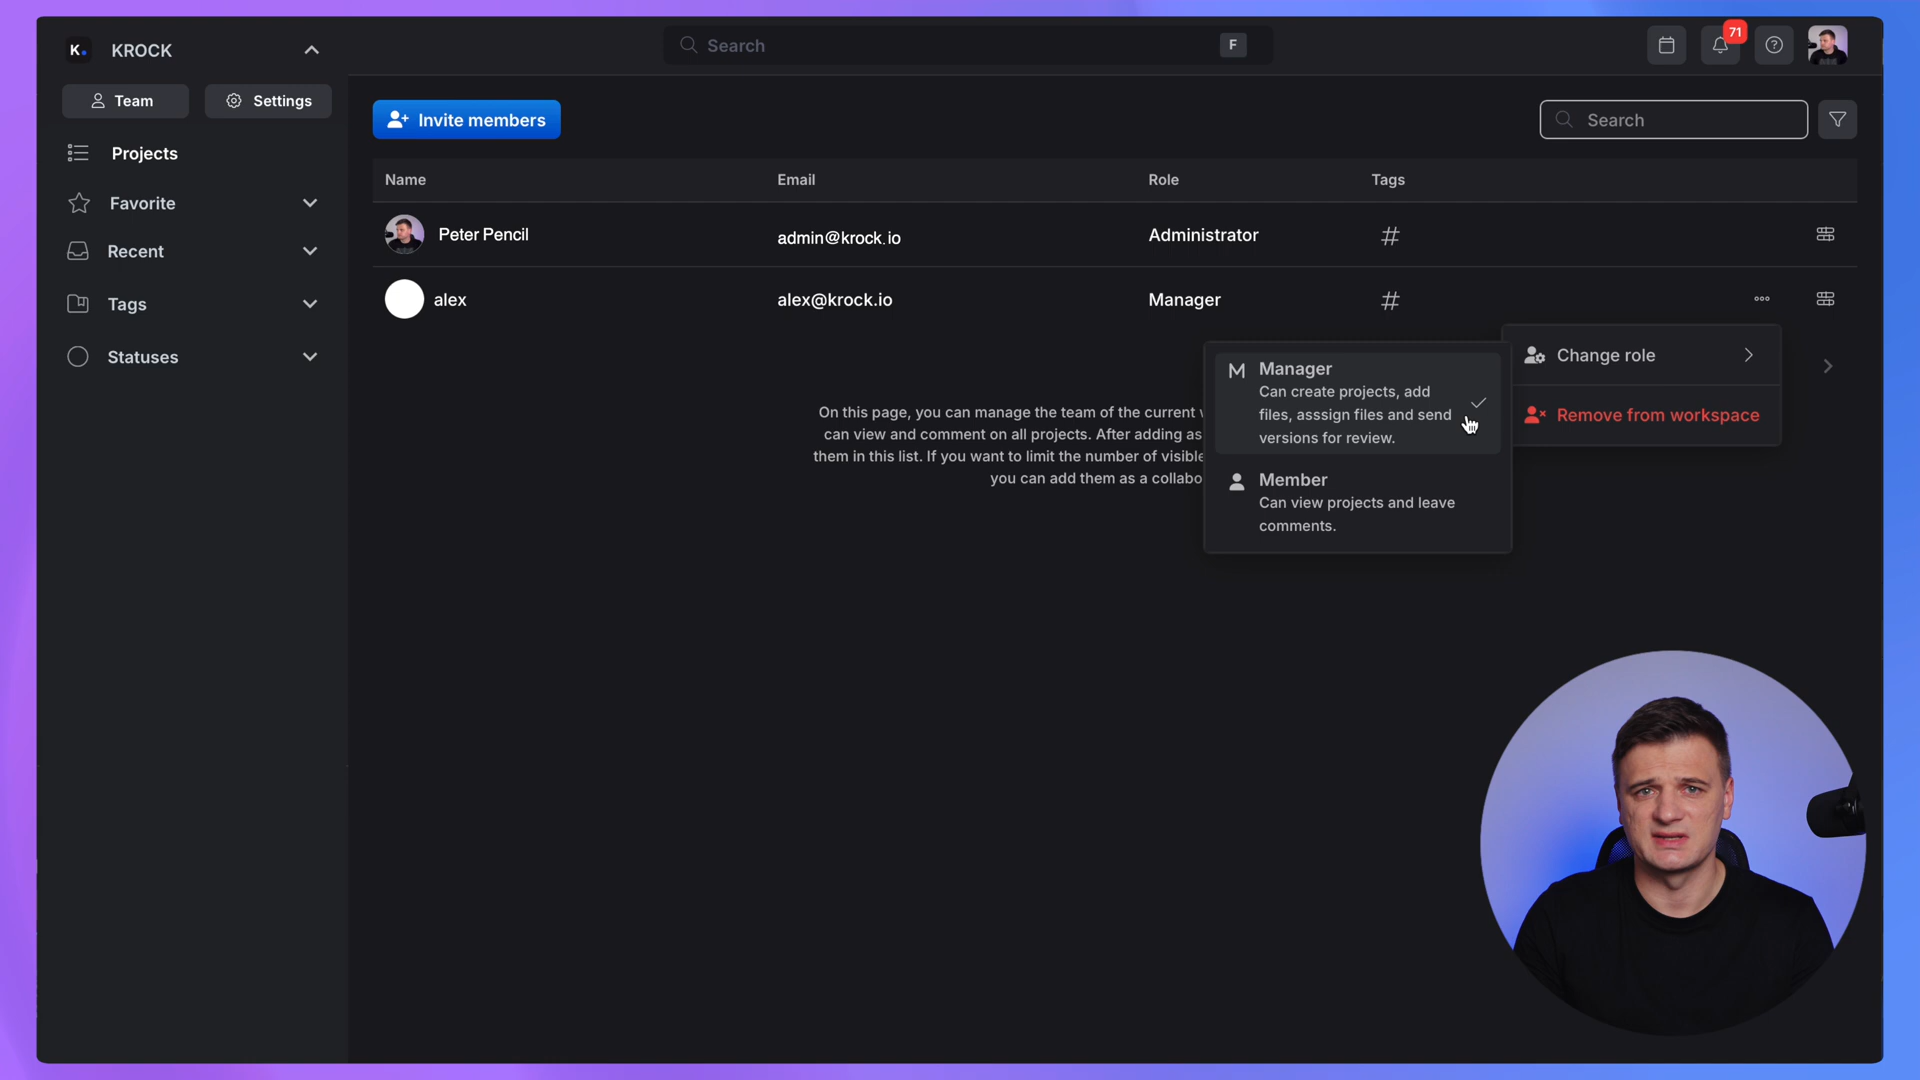 K. KROCK
Search F
71
Team Settings
Invite members
Search
Projects
Name Email Role Tags
Favorite
Peter Pencil admin@krock.io Administrator #
Recent
alex alex@krock.io Manager #
Tags
Statuses
Change role
Remove from workspace
M Manager
Can create projects, add
files, asssign files and send
versions for review.
Member
Can view projects and leave
comments.
On this page, you can manage the team of the current
can view and comment on all projects. After adding as
them in this list. If you want to limit the number of visible
you can add them as a collabo